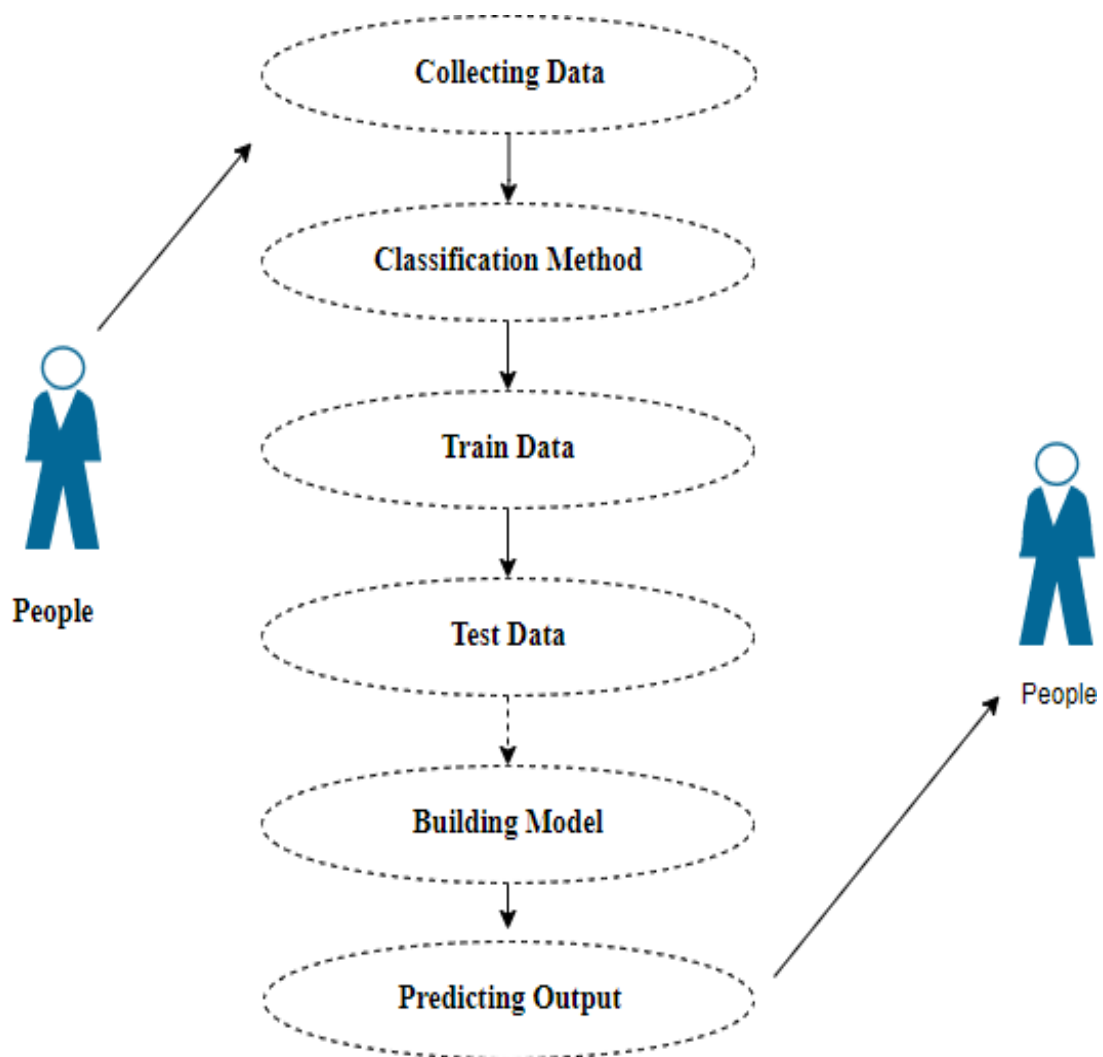 Collecting Data
Classification Method
Train Data
Test Data
People
People
Building Model
Predicting Output